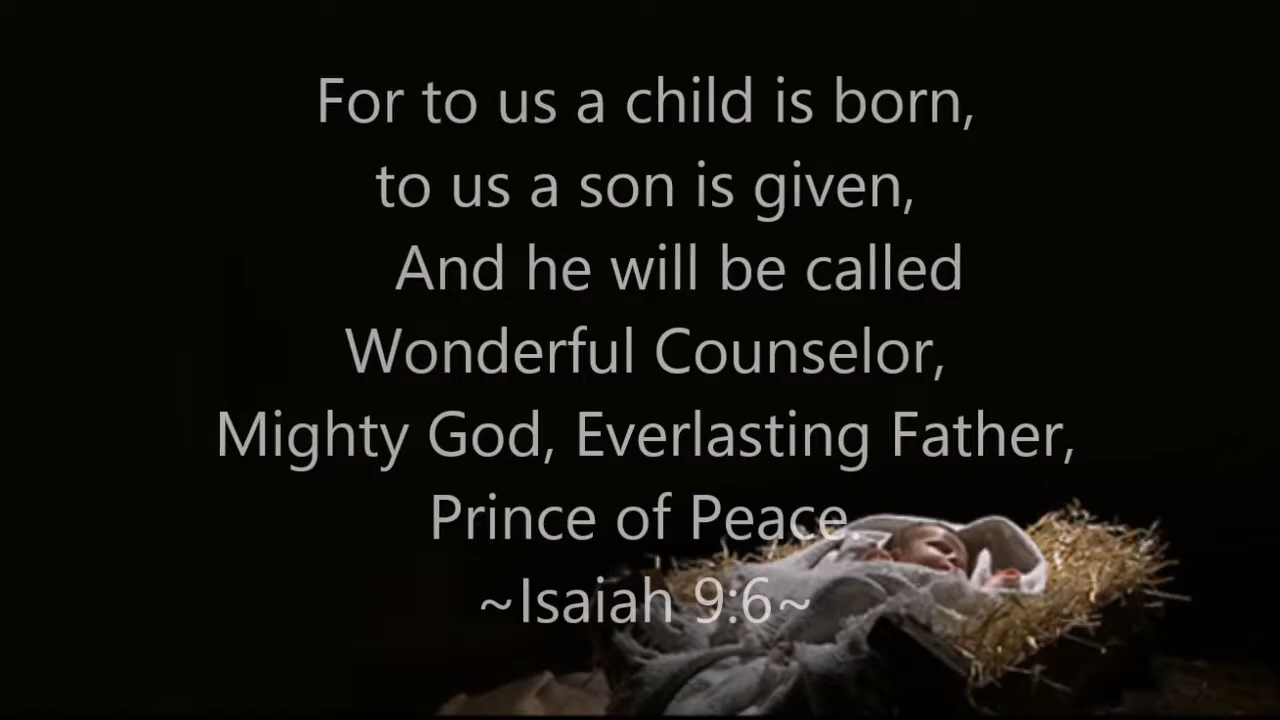 For to us a child is born,
to us a son is given,
And he will be called
Wonderful Counselor,
Mighty God, Everlasting Father,
Prince of Peace.
~Isaiah 9:6~